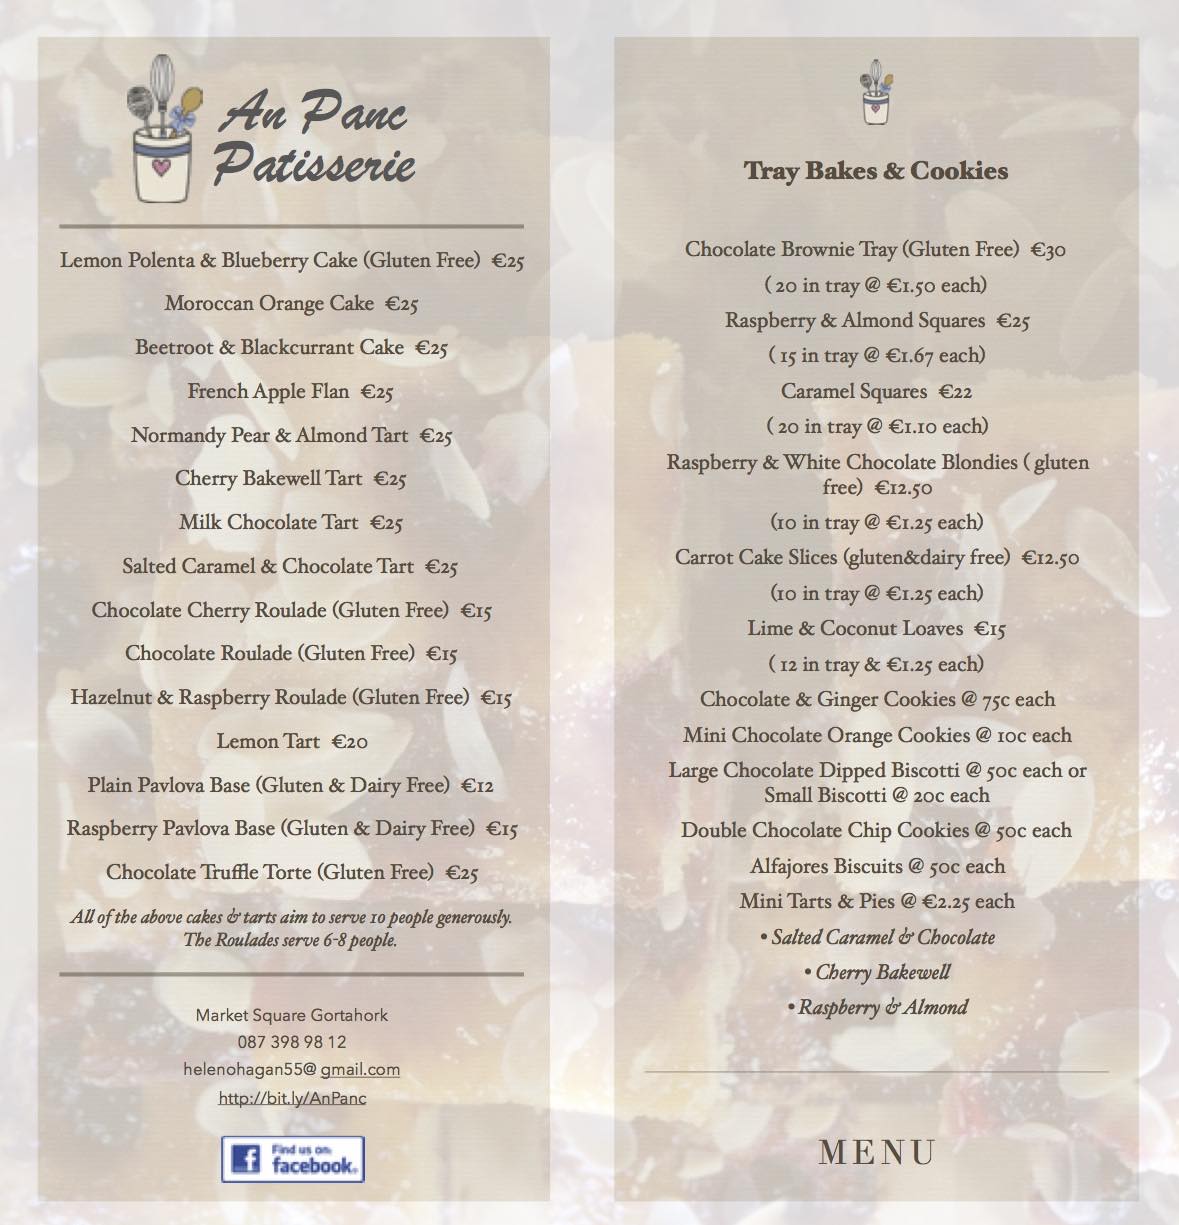 An Panc
Patisserie
Lemon Polenta & Blueberry Cake (Gluten Free) €25
Moroccan Orange Cake €25
Beetroot & Blackcurrant Cake €25
French Apple Flan €25
Normandy Pear & Almond Tart €25
Cherry Bakewell Tart €25
Milk Chocolate Tart €25
Salted Caramel & Chocolate Tart €25
Chocolate Cherry Roulade (Gluten Free) €15
Chocolate Roulade (Gluten Free) €15
Hazelnut & Raspberry Roulade (Gluten Free) €15
Lemon Tart €20
Plain Pavlova Base (Gluten & Dairy Free) €12
Raspberry Pavlova Base (Gluten & Dairy Free) €15
Chocolate Truffle Torte (Gluten Free) €25
All of the above cakes & tarts aim to serve 10 people generously.
The Roulades serve 6-8 people.
Market Square Gortahork
087 398 98 12
helenohagan55@ gmail.com
http://bit.ly/AnPanc
Find us on:
facebook.
Tray Bakes & Cookies
Chocolate Brownie Tray (Gluten Free) €30
( 20 in tray @ €1.50 each)
Raspberry & Almond Squares €25
( 15 in tray @ €1.67 each)
Caramel Squares €22
( 20 in tray @ €1.10 each)
Raspberry & White Chocolate Blondies ( gluten
free) €12.50
(10 in tray @ €1.25 each)
Carrot Cake Slices (gluten&dairy free) €12.50
(10 in tray @ €1.25 each)
Lime & Coconut Loaves €15
( 12 in tray & €1.25 each)
Chocolate & Ginger Cookies @ 75c each
Mini Chocolate Orange Cookies @ 10c each
Large Chocolate Dipped Biscotti @ 50c each or
Small Biscotti @ 20c each
Double Chocolate Chip Cookies @ 50c each
Alfajores Biscuits @ 50c each
Mini Tarts & Pies @ €2.25 each
• Salted Caramel & Chocolate
• Cherry Bakewell
• Raspberry & Almond
MENU